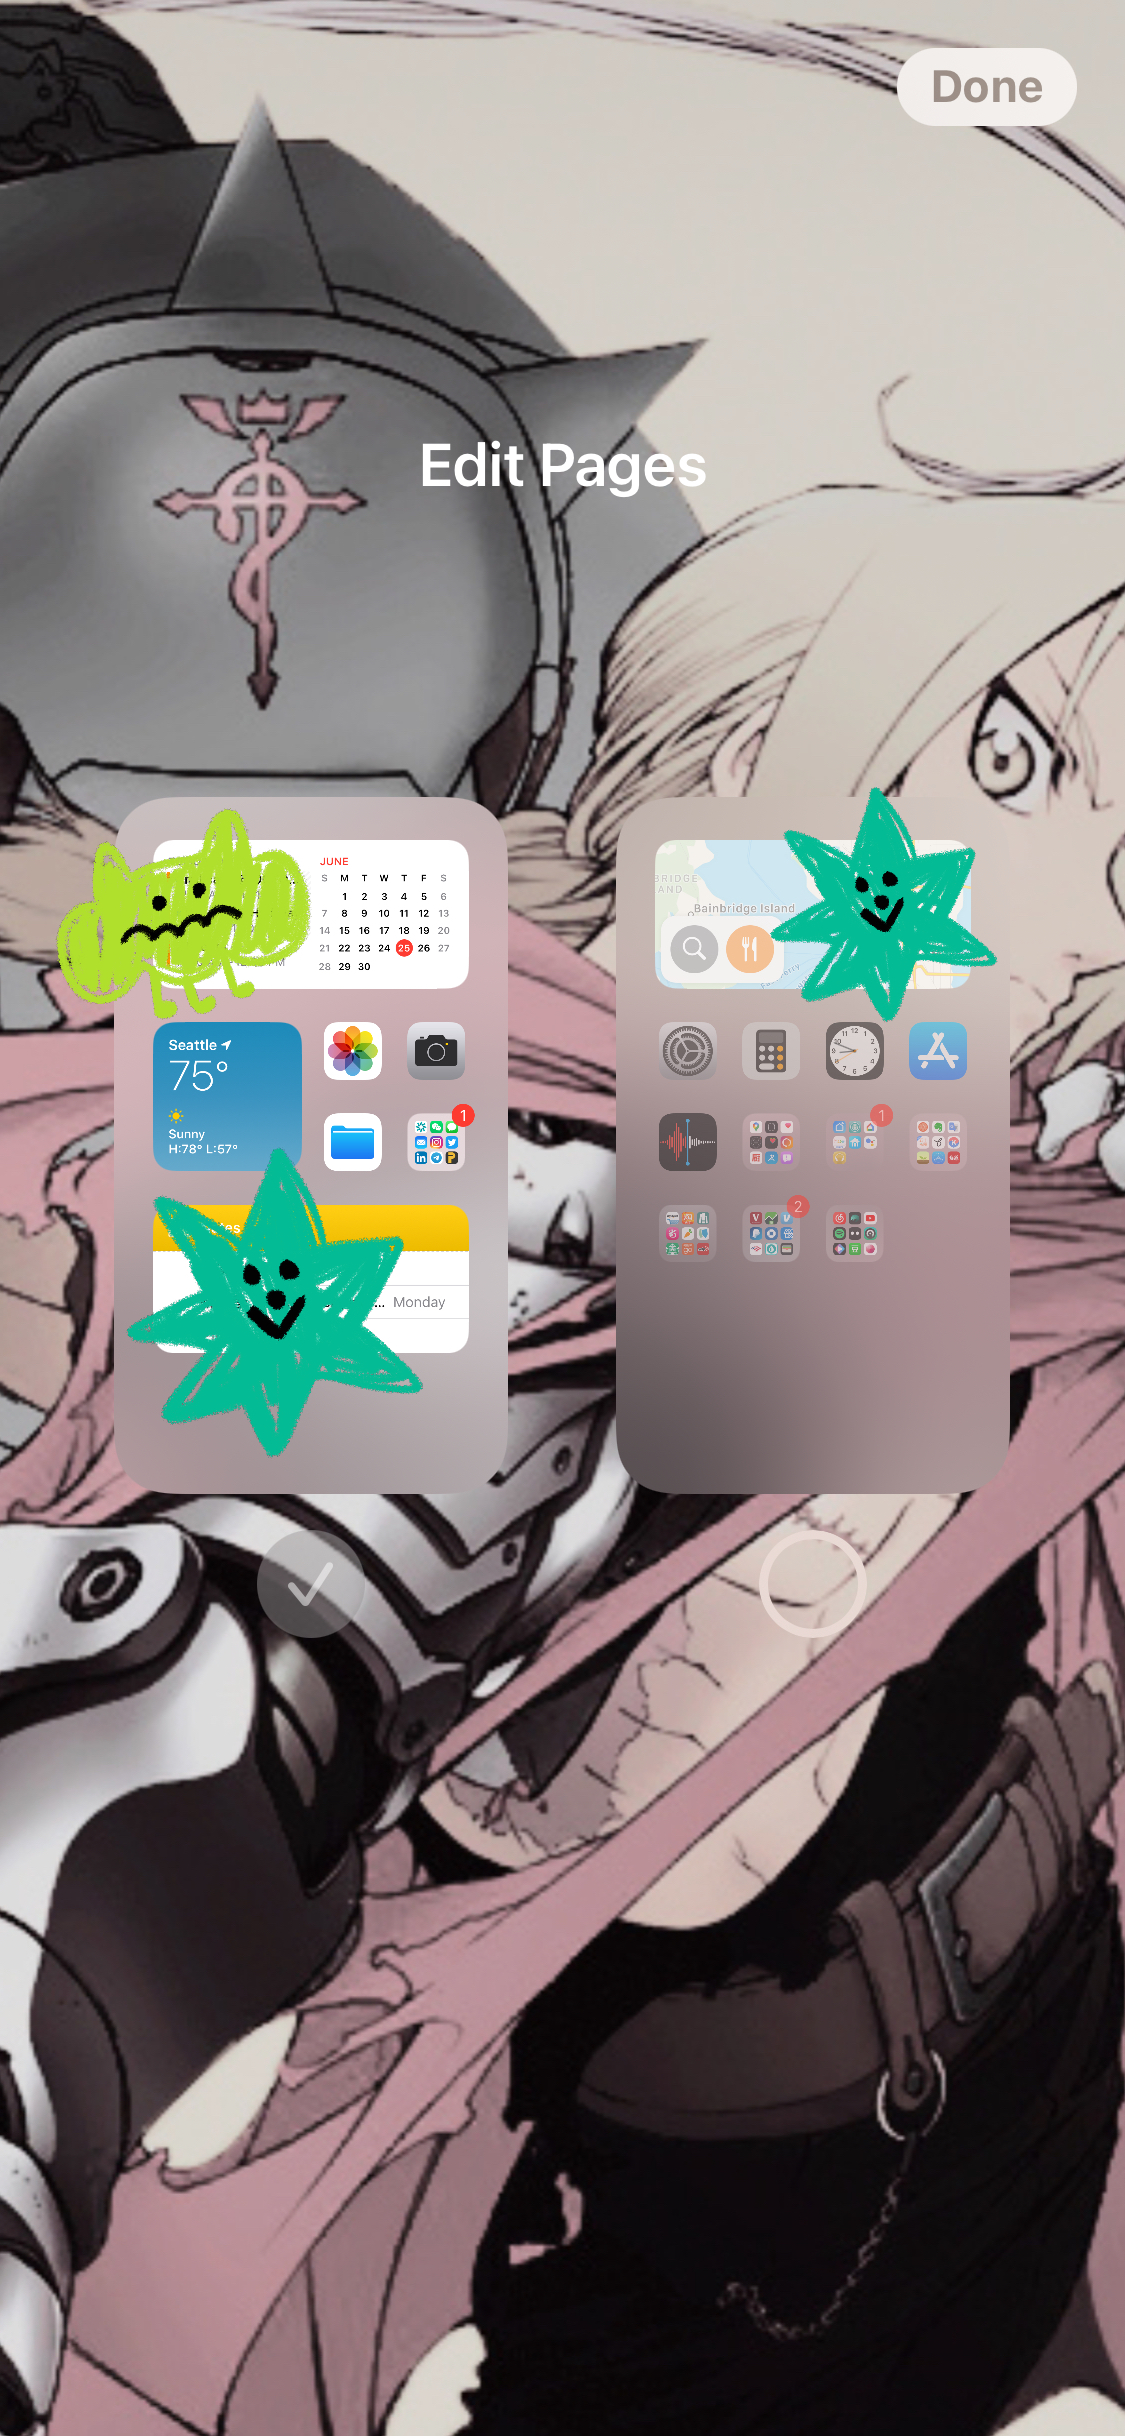 Done
Edit Pages
JUNE
S M T W T F S
1 2 3 4 5 6
7 8 9 10 11 12 13
14 15 16 17 18 19 20
21 22 23 24 25 26 27
28 29 30
Seattle
75°
Sunny
H:78° L:57°
1
... Monday
BRIDGE
AND
Bainbridge Island
1
2